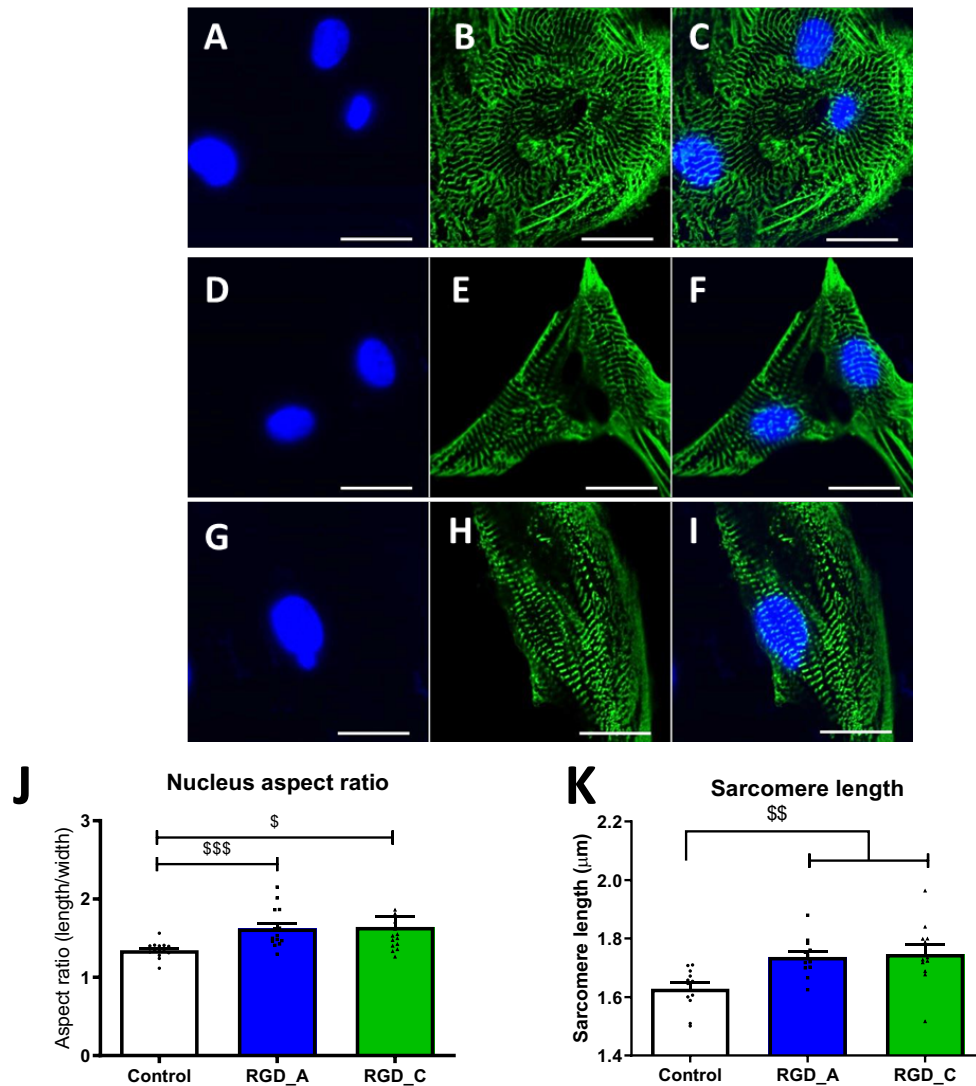 A B C
D E F
G H I
J Nucleus aspect ratio
$
$$$
Aspect ratio (length/width)
3
2
1
0
Control RGD_A RGD_C
K Sarcomere length
$$
Sarcomere length (μm)
2.2
2.0
1.8
1.6
1.4
Control RGD_A RGD_C